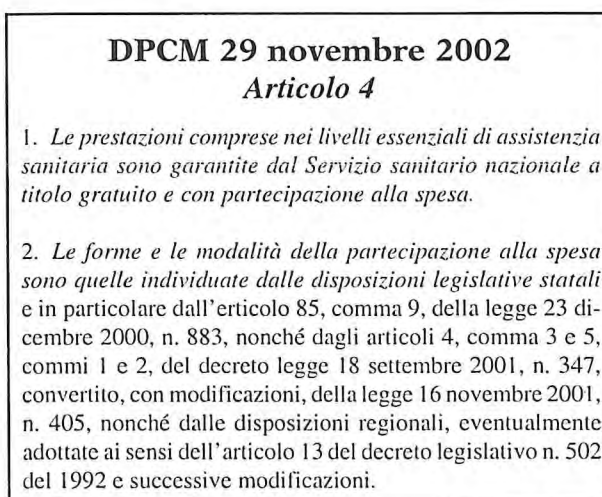 DPCM 29 novembre 2002
Articolo 4
1. Le prestazioni comprese nei livelli essenziali di assistenzia
sanitaria sono garantite dal Servizio sanitario nazionale a
titolo gratuito e con partecipazione alla spesa.
2. Le forme e le modalità della partecipazione alla spesa
sono quelle individuate dalle disposizioni legislative statali
e in particolare dall'erticolo 85, comma 9, della legge 23 di-
cembre 2000, n. 883, nonché dagli articoli 4, comma 3 e 5,
commi 1 e 2, del decreto legge 18 settembre 2001, n. 347,
convertito, con modificazioni, della legge 16 novembre 2001,
n. 405, nonché dalle disposizioni regionali, eventualmente
adottate ai sensi dell'articolo 13 del decreto legislativo n. 502
del 1992 e successive modificazioni.